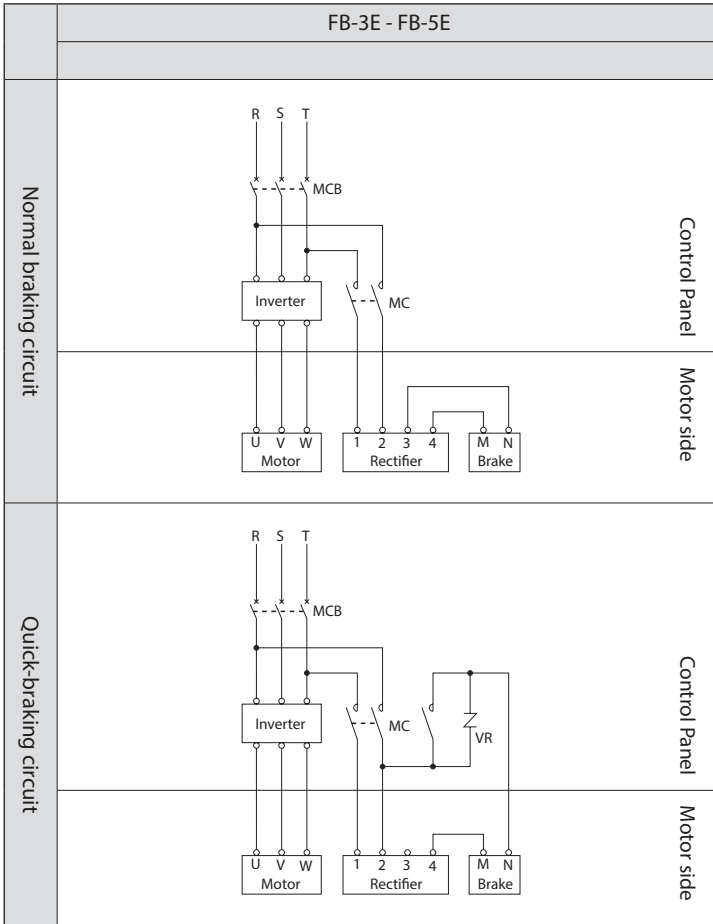 FB-3E - FB-5E
Normal braking circuit
R S T
MCB
Inverter
MC
Control Panel
U V W
Motor
1 2 3 4
Rectifier
M N
Brake
Motor side
Quick-braking circuit
R S T
MCB
Inverter
MC
VR
Control Panel
U V W
Motor
1 2 3 4
Rectifier
M N
Brake
Motor side